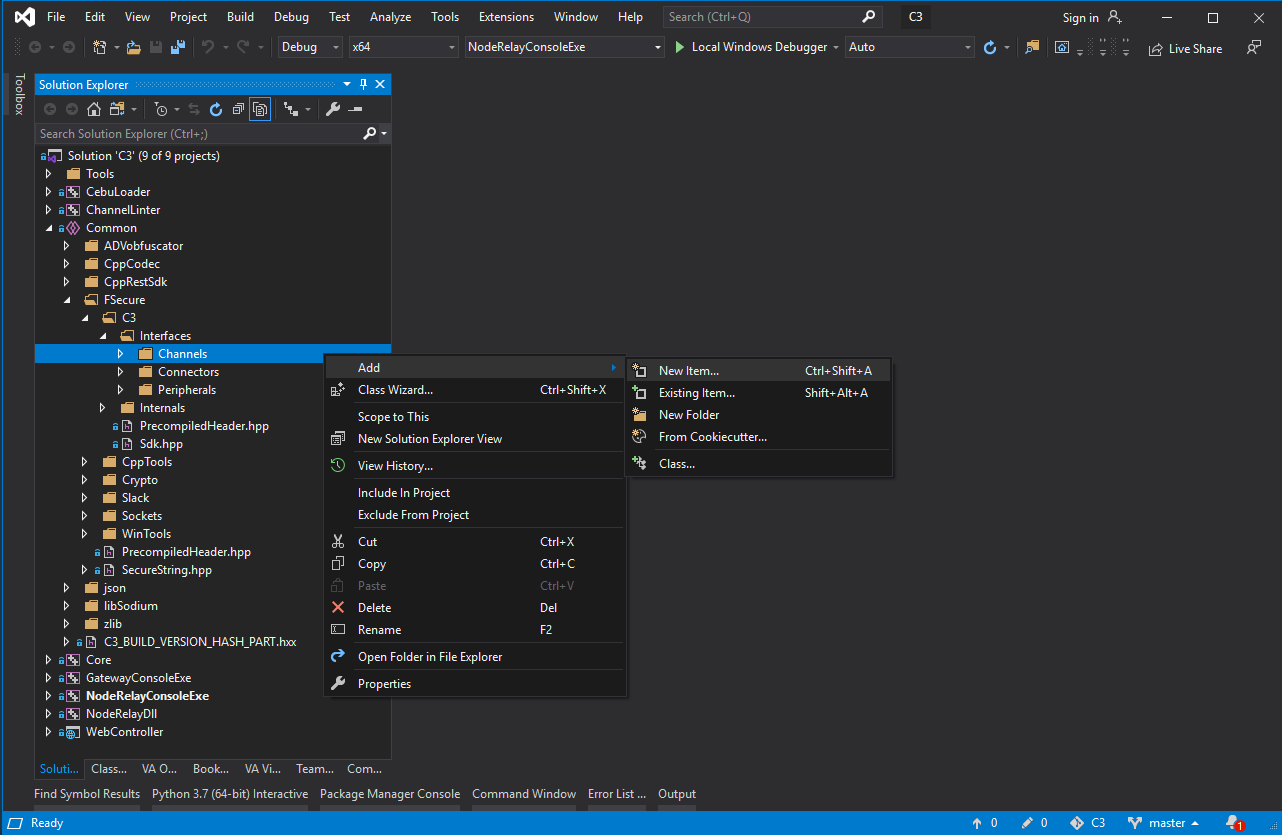 File Edit View Project Build Debug Test Analyze Tools Extensions Window Help Search (Ctrl+Q) C3 Sign in
Debug x64 NodeRelayConsoleExe Local Windows Debugger Auto Live Share
Toolbox
Solution Explorer
Search Solution Explorer (Ctrl+;)
Solution 'C3' (9 of 9 projects)
Tools
CebuLoader
ChannelLinter
Common
ADVobfuscator
CppCodec
CppRestSdk
FSecure
C3
Interfaces
Channels
Connectors
Peripherals
Internals
PrecompiledHeader.hpp
Sdk.hpp
CppTools
Crypto
Slack
Sockets
WinTools
PrecompiledHeader.hpp
SecureString.hpp
json
libSodium
zlib
C3_BUILD_VERSION_HASH_PART.hxx
Core
GatewayConsoleExe
NodeRelayConsoleExe
NodeRelayDll
WebController
Add
Class Wizard... Ctrl+Shift+X
Scope to This
New Solution Explorer View
View History...
Include In Project
Exclude From Project
Cut Ctrl+X
Copy Ctrl+C
Paste Ctrl+V
Delete Del
Rename F2
Open Folder in File Explorer
Properties
New Item... Ctrl+Shift+A
Existing Item... Shift+Alt+A
New Folder
From Cookiecutter...
Class...
Soluti... Class... VA O... Book... VA Vi... Team... Com...
Find Symbol Results Python 3.7 (64-bit) Interactive Package Manager Console Command Window Error List ... Output
Ready 0 0 C3 master 1